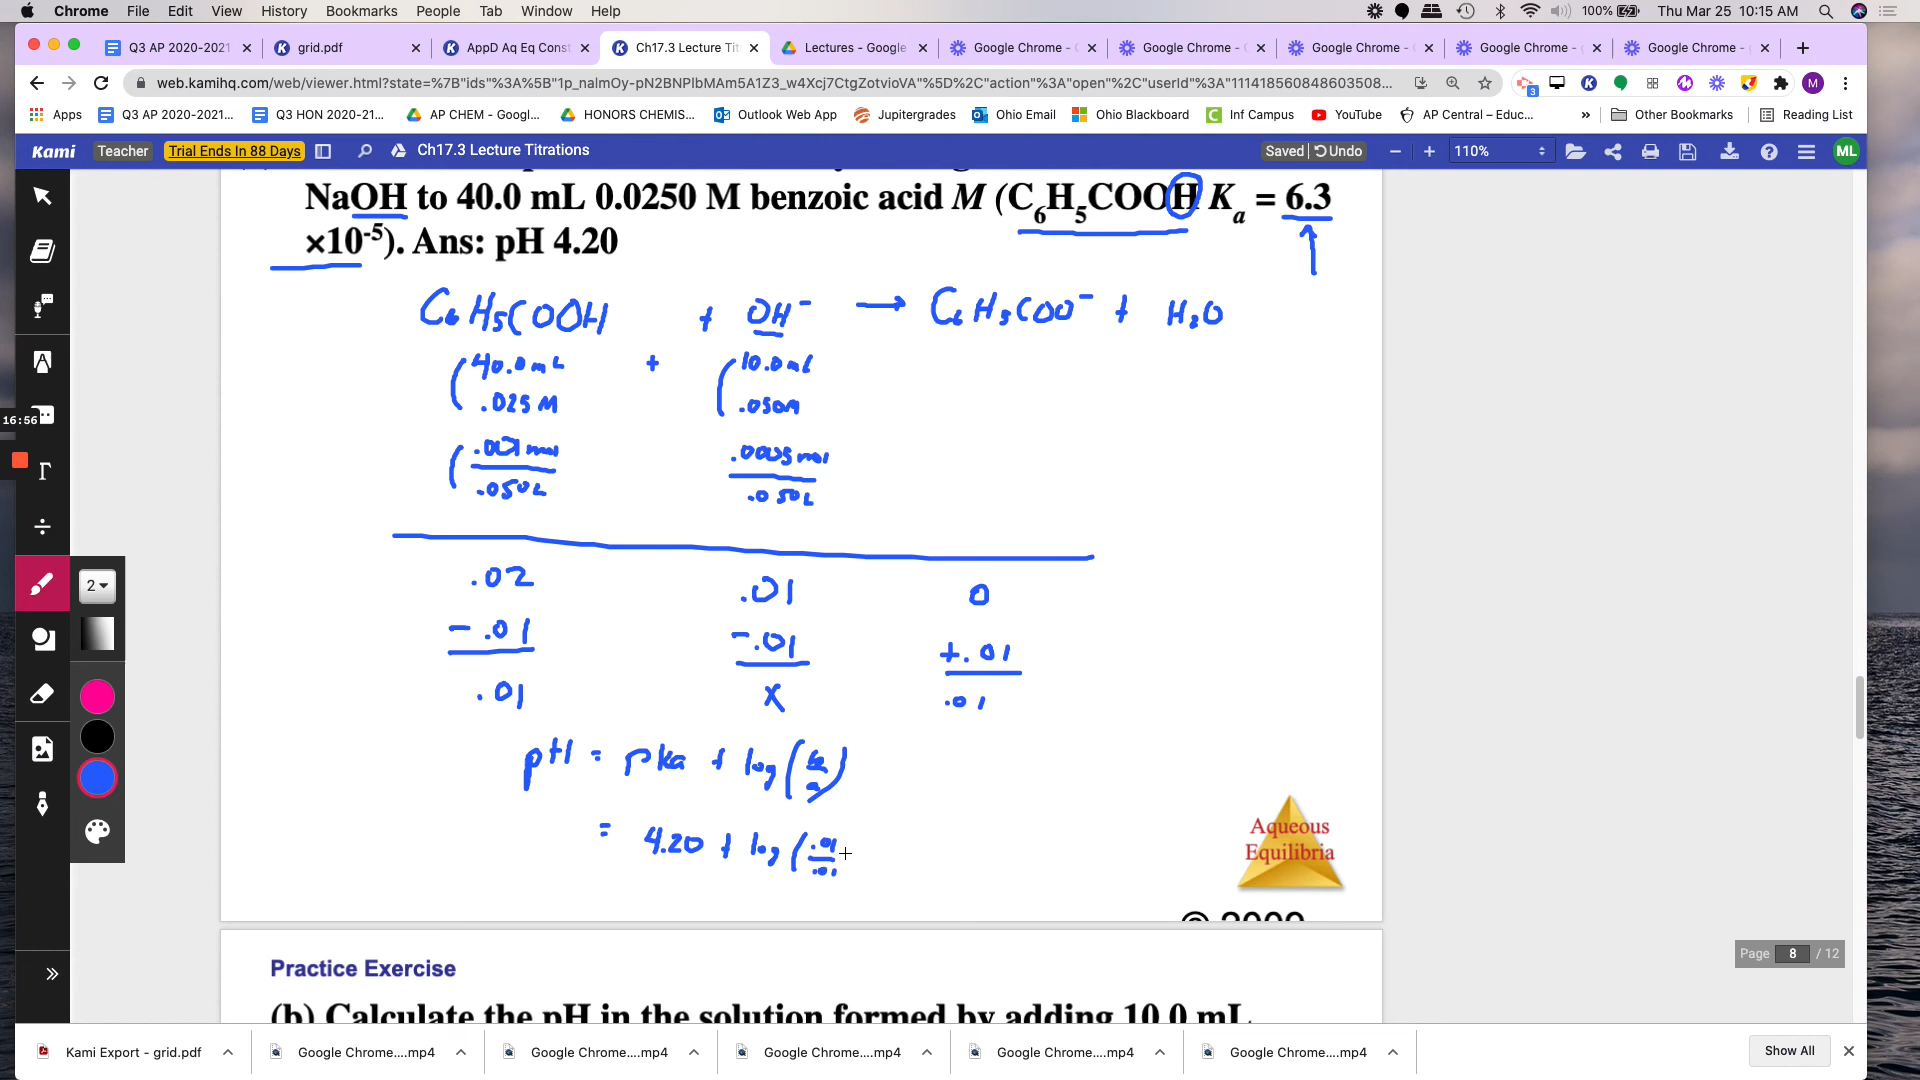 Chrome File Edit View History Bookmarks People Tab Window Help 100% Thu Mar 25 10:15 AM
Q3 AP 2020-2021 grid.pdf AppD Aq Eq Const Ch17.3 Lecture Tit Lectures - Google Google Chrome - Google Chrome - Google Chrome - Google Chrome - Google Chrome -
web.kamihq.com/web/viewer.html?state=%7B"ids"%3A%5B"1p_nalmOy-pN2BNPlbMAm5A1Z3_w4Xcj7CtgZotvioVA"%5D%2C"action"%3A"open"%2C"userId"%3A"111418560848603508... 3 M
Apps Q3 AP 2020-2021... Q3 HON 2020-21... AP CHEM - Googl... HONORS CHEMIS... Outlook Web App Jupitergrades Ohio Email Ohio Blackboard Inf Campus YouTube AP Central – Educ... » Other Bookmarks Reading List
Kami Teacher Trial Ends In 88 Days Ch17.3 Lecture Titrations Saved Undo 110% ML
NaOH to 40.0 mL 0.0250 M benzoic acid M (C6H5COOH Ka = 6.3
×10-5). Ans: pH 4.20
C6H5COOH + OH- → C6H5COO- + H2O
(40.0 mL + (10.0 mL
.025 M .050M
(.001 mol .0005 mol
.050L .050L
.02 .01 0
- .01 -.01 +.01
.01 X .01
pH = pka + log(b/a)
= 4.20 + log(.01/.01
16:56
2
Aqueous
Equilibria
Page 8 / 12
Practice Exercise
(b) Calculate the pH in the solution formed by adding 10.0 mL
Kami Export - grid.pdf Google Chrome....mp4 Google Chrome....mp4 Google Chrome....mp4 Google Chrome....mp4 Google Chrome....mp4 Show All